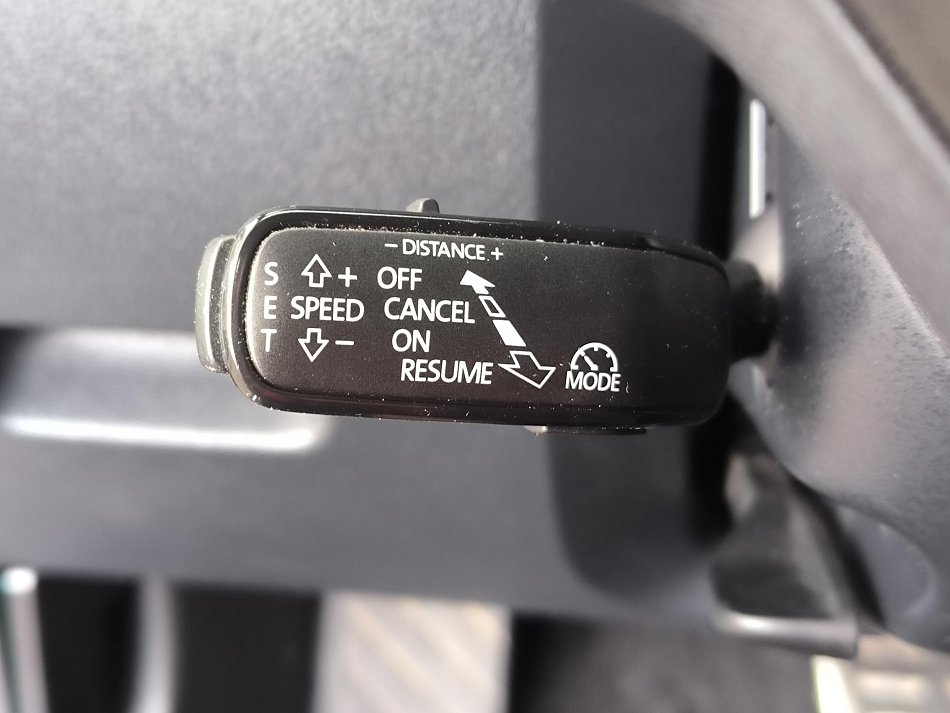 – DISTANCE +
S + OFF
E SPEED CANCEL
T – ON
RESUME MODE